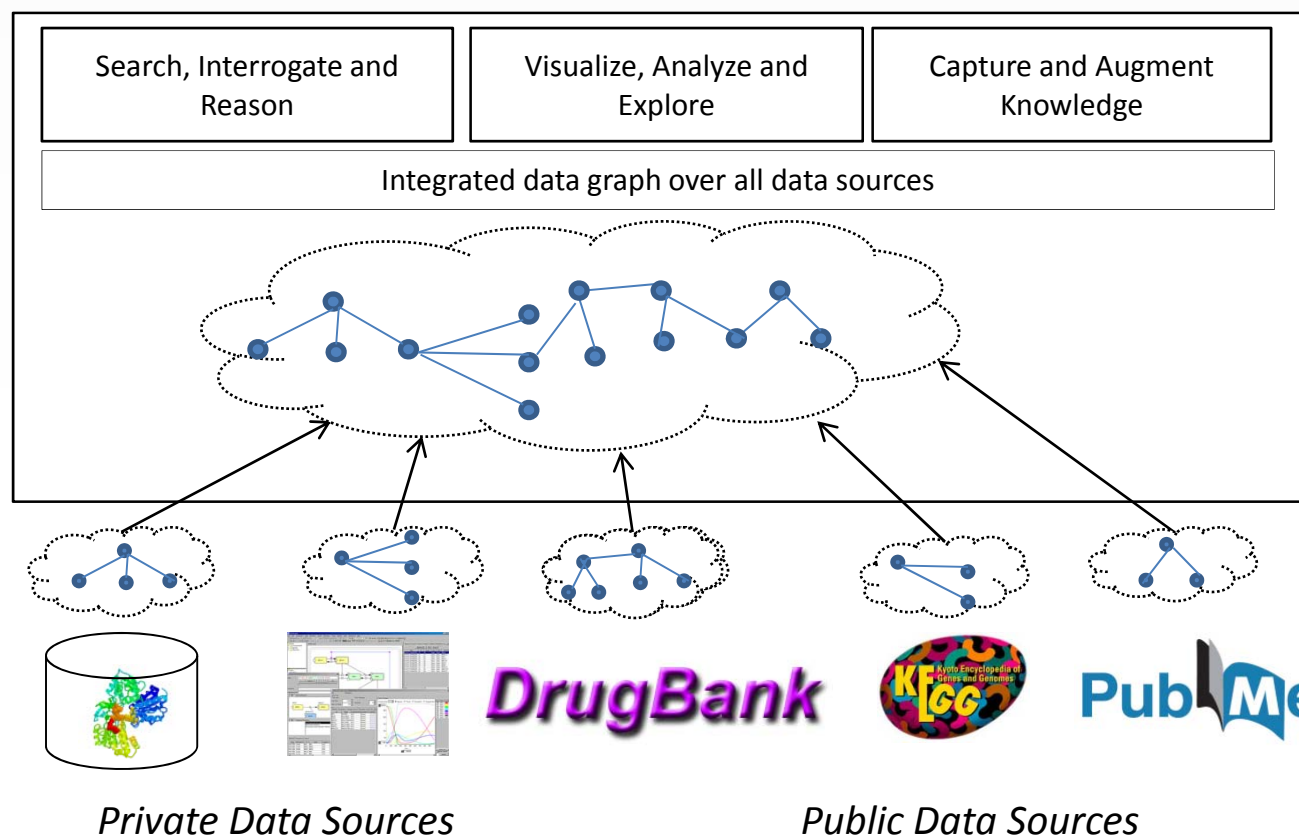 Search, Interrogate and
Reason
Visualize, Analyze and
Explore
Capture and Augment
Knowledge
Integrated data graph over all data sources
DrugBank
KEGG
Kyoto Encyclopedia of
Genes and Genomes
PubMe
Private Data Sources
Public Data Sources